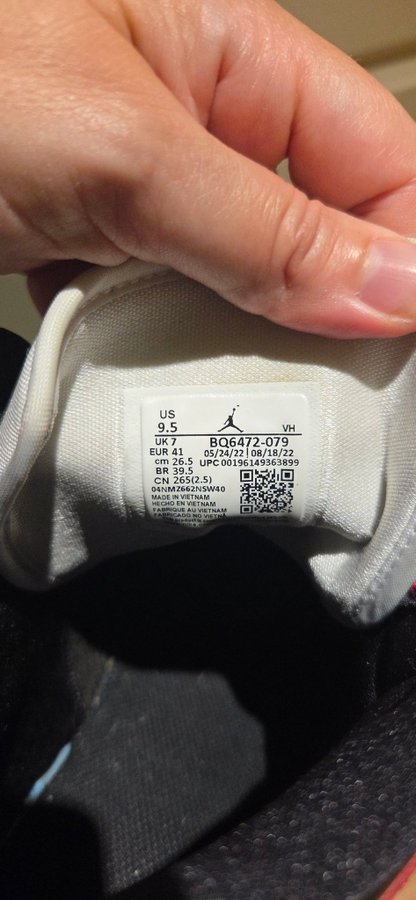 US
9.5
VH
UK 7
BQ6472-079
EUR 41
05/24/22 | 08/18/22
cm 26.5
UPC 00196149363899
BR 39.5
CN 265(2.5)
04NMZ662NSW40
MADE IN VIETNAM
HECHO EN VIETNAM
FABRIQUE AU VIETNAM
FABRICADO NO VIETNÃ